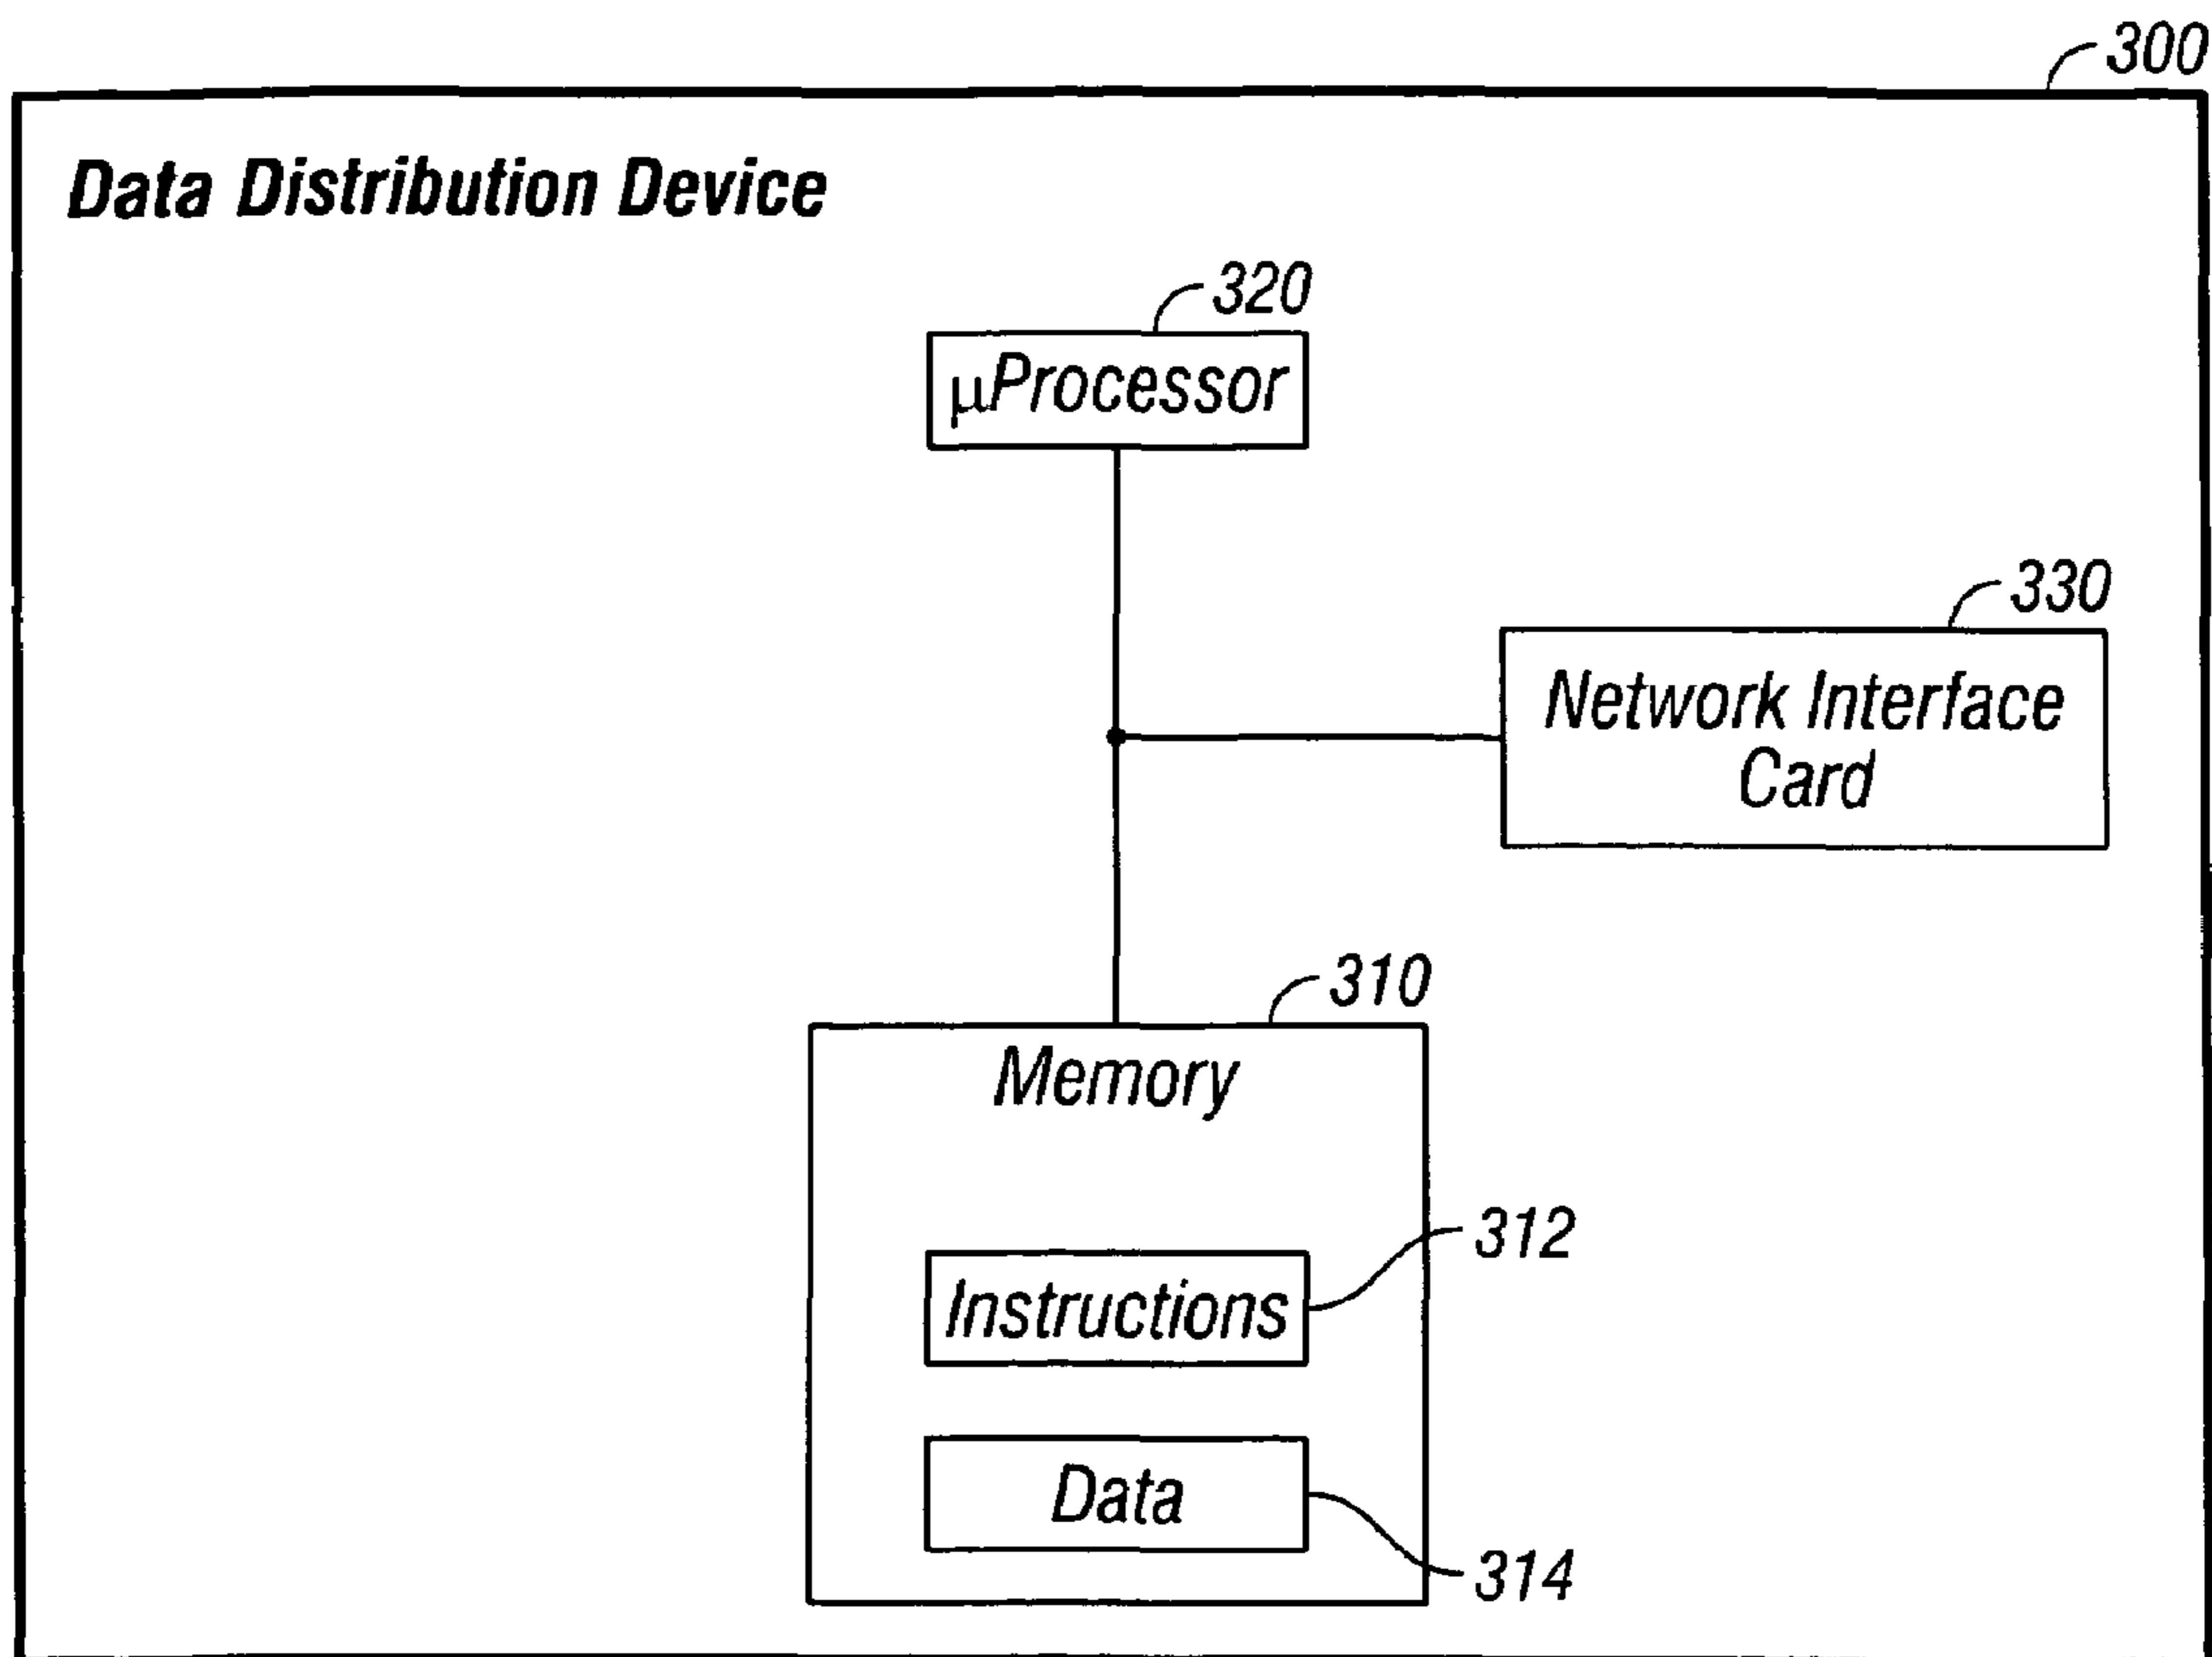 300
Data Distribution Device
320
µProcessor
330
Network Interface
Card
310
Memory
312
Instructions
Data
314